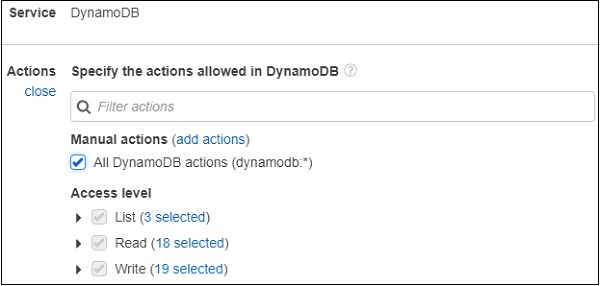 Service DynamoDB
Actions Specify the actions allowed in DynamoDB ?
close
Filter actions
Manual actions (add actions)
All DynamoDB actions (dynamodb:*)
Access level
List (3 selected)
Read (18 selected)
Write (19 selected)